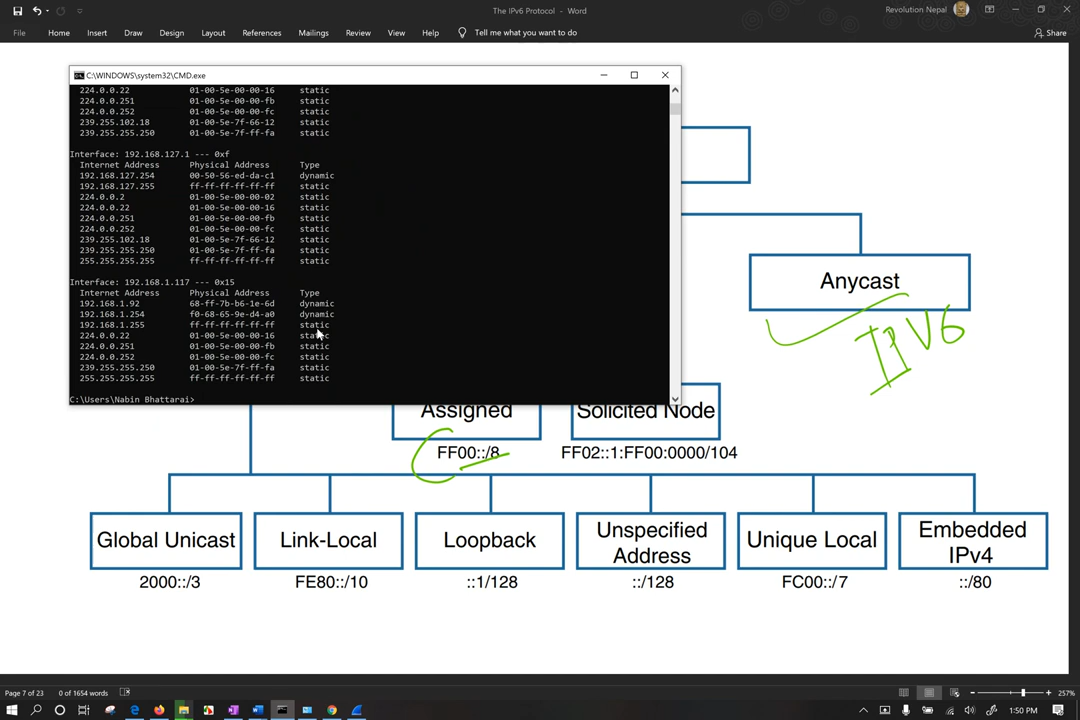 The IPv6 Protocol - Word
Revolution Nepal
File Home Insert Draw Design Layout References Mailings Review View Help Tell me what you want to do Share
C:\WINDOWS\system32\CMD.exe
224.0.0.22 01-00-5e-00-00-16 static
224.0.0.251 01-00-5e-00-00-fb static
224.0.0.252 01-00-5e-00-00-fc static
239.255.102.18 01-00-5e-7f-66-12 static
239.255.255.250 01-00-5e-7f-ff-fa static
Interface: 192.168.127.1 --- 0xf
Internet Address Physical Address Type
192.168.127.254 00-50-56-ed-da-c1 dynamic
192.168.127.255 ff-ff-ff-ff-ff-ff static
224.0.0.2 01-00-5e-00-00-02 static
224.0.0.22 01-00-5e-00-00-16 static
224.0.0.251 01-00-5e-00-00-fb static
224.0.0.252 01-00-5e-00-00-fc static
239.255.102.18 01-00-5e-7f-66-12 static
239.255.255.250 01-00-5e-7f-ff-fa static
255.255.255.255 ff-ff-ff-ff-ff-ff static
Interface: 192.168.1.117 --- 0x15
Internet Address Physical Address Type
192.168.1.92 68-ff-7b-b6-1e-6d dynamic
192.168.1.254 f0-68-65-9e-d4-a0 dynamic
192.168.1.255 ff-ff-ff-ff-ff-ff static
224.0.0.22 01-00-5e-00-00-16 static
224.0.0.251 01-00-5e-00-00-fb static
224.0.0.252 01-00-5e-00-00-fc static
239.255.255.250 01-00-5e-7f-ff-fa static
255.255.255.255 ff-ff-ff-ff-ff-ff static
C:\Users\Nabin Bhattarai>
Anycast
IPV6
Assigned Solicited Node
FF00::/8 FF02::1:FF00:0000/104
Global Unicast Link-Local Loopback Unspecified Address Unique Local Embedded IPv4
2000::/3 FE80::/10 ::1/128 ::/128 FC00::/7 ::/80
Page 7 of 23 0 of 1654 words 257%
1:50 PM